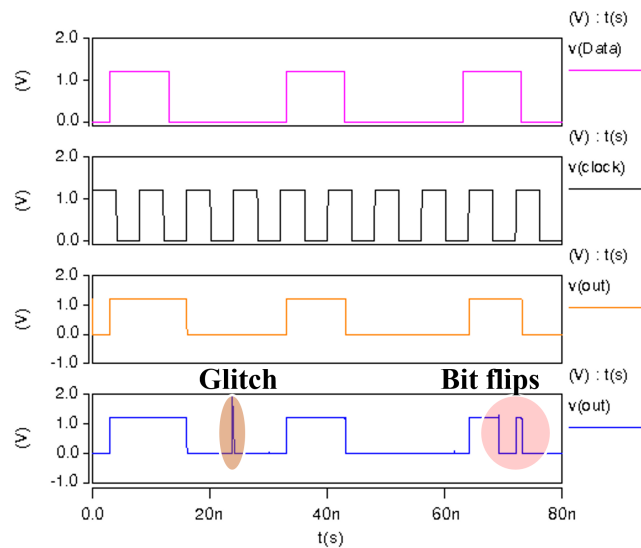 (V) : t(s)
2.0
v(Data)
(V)
1.0
0.0
(V) : t(s)
2.0
v(clock)
(V)
1.0
0.0
(V) : t(s)
2.0
v(out)
(V)
1.0
0.0
-1.0
Glitch
Bit flips
(V) : t(s)
2.0
v(out)
(V)
1.0
0.0
-1.0
0.0 20n 40n 60n 80n
t(s)